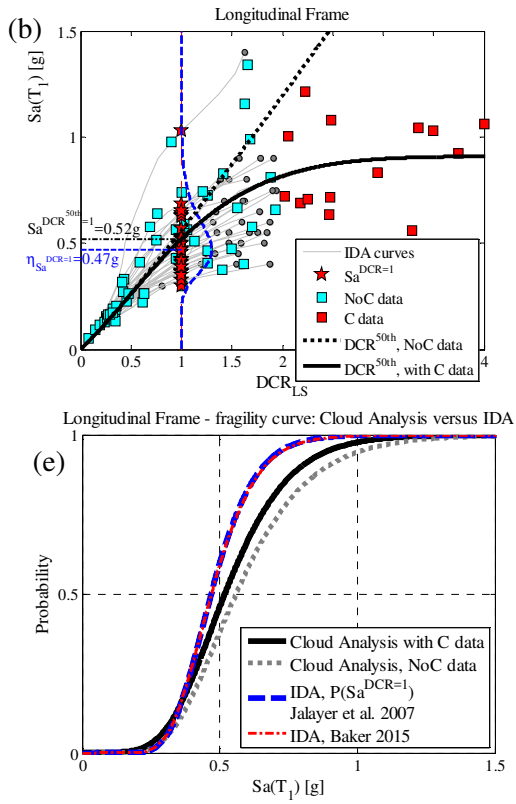 (b)
Longitudinal Frame
Sa(T1) [g]
1.5
1
0.5
0
Sa^DCR^50th=1=0.52g
ηSa^DCR=1=0.47g
IDA curves
Sa^DCR=1
NoC data
C data
DCR^50th, NoC data
DCR^50th, with C data
0 0.5 1 1.5 2 4
DCR_LS
Longitudinal Frame - fragility curve: Cloud Analysis versus IDA
(e)
Probability
1
0.5
0
Cloud Analysis with C data
Cloud Analysis, NoC data
IDA, P(Sa^DCR=1)
Jalayer et al. 2007
IDA, Baker 2015
0 0.5 1.0 1.5
Sa(T1) [g]